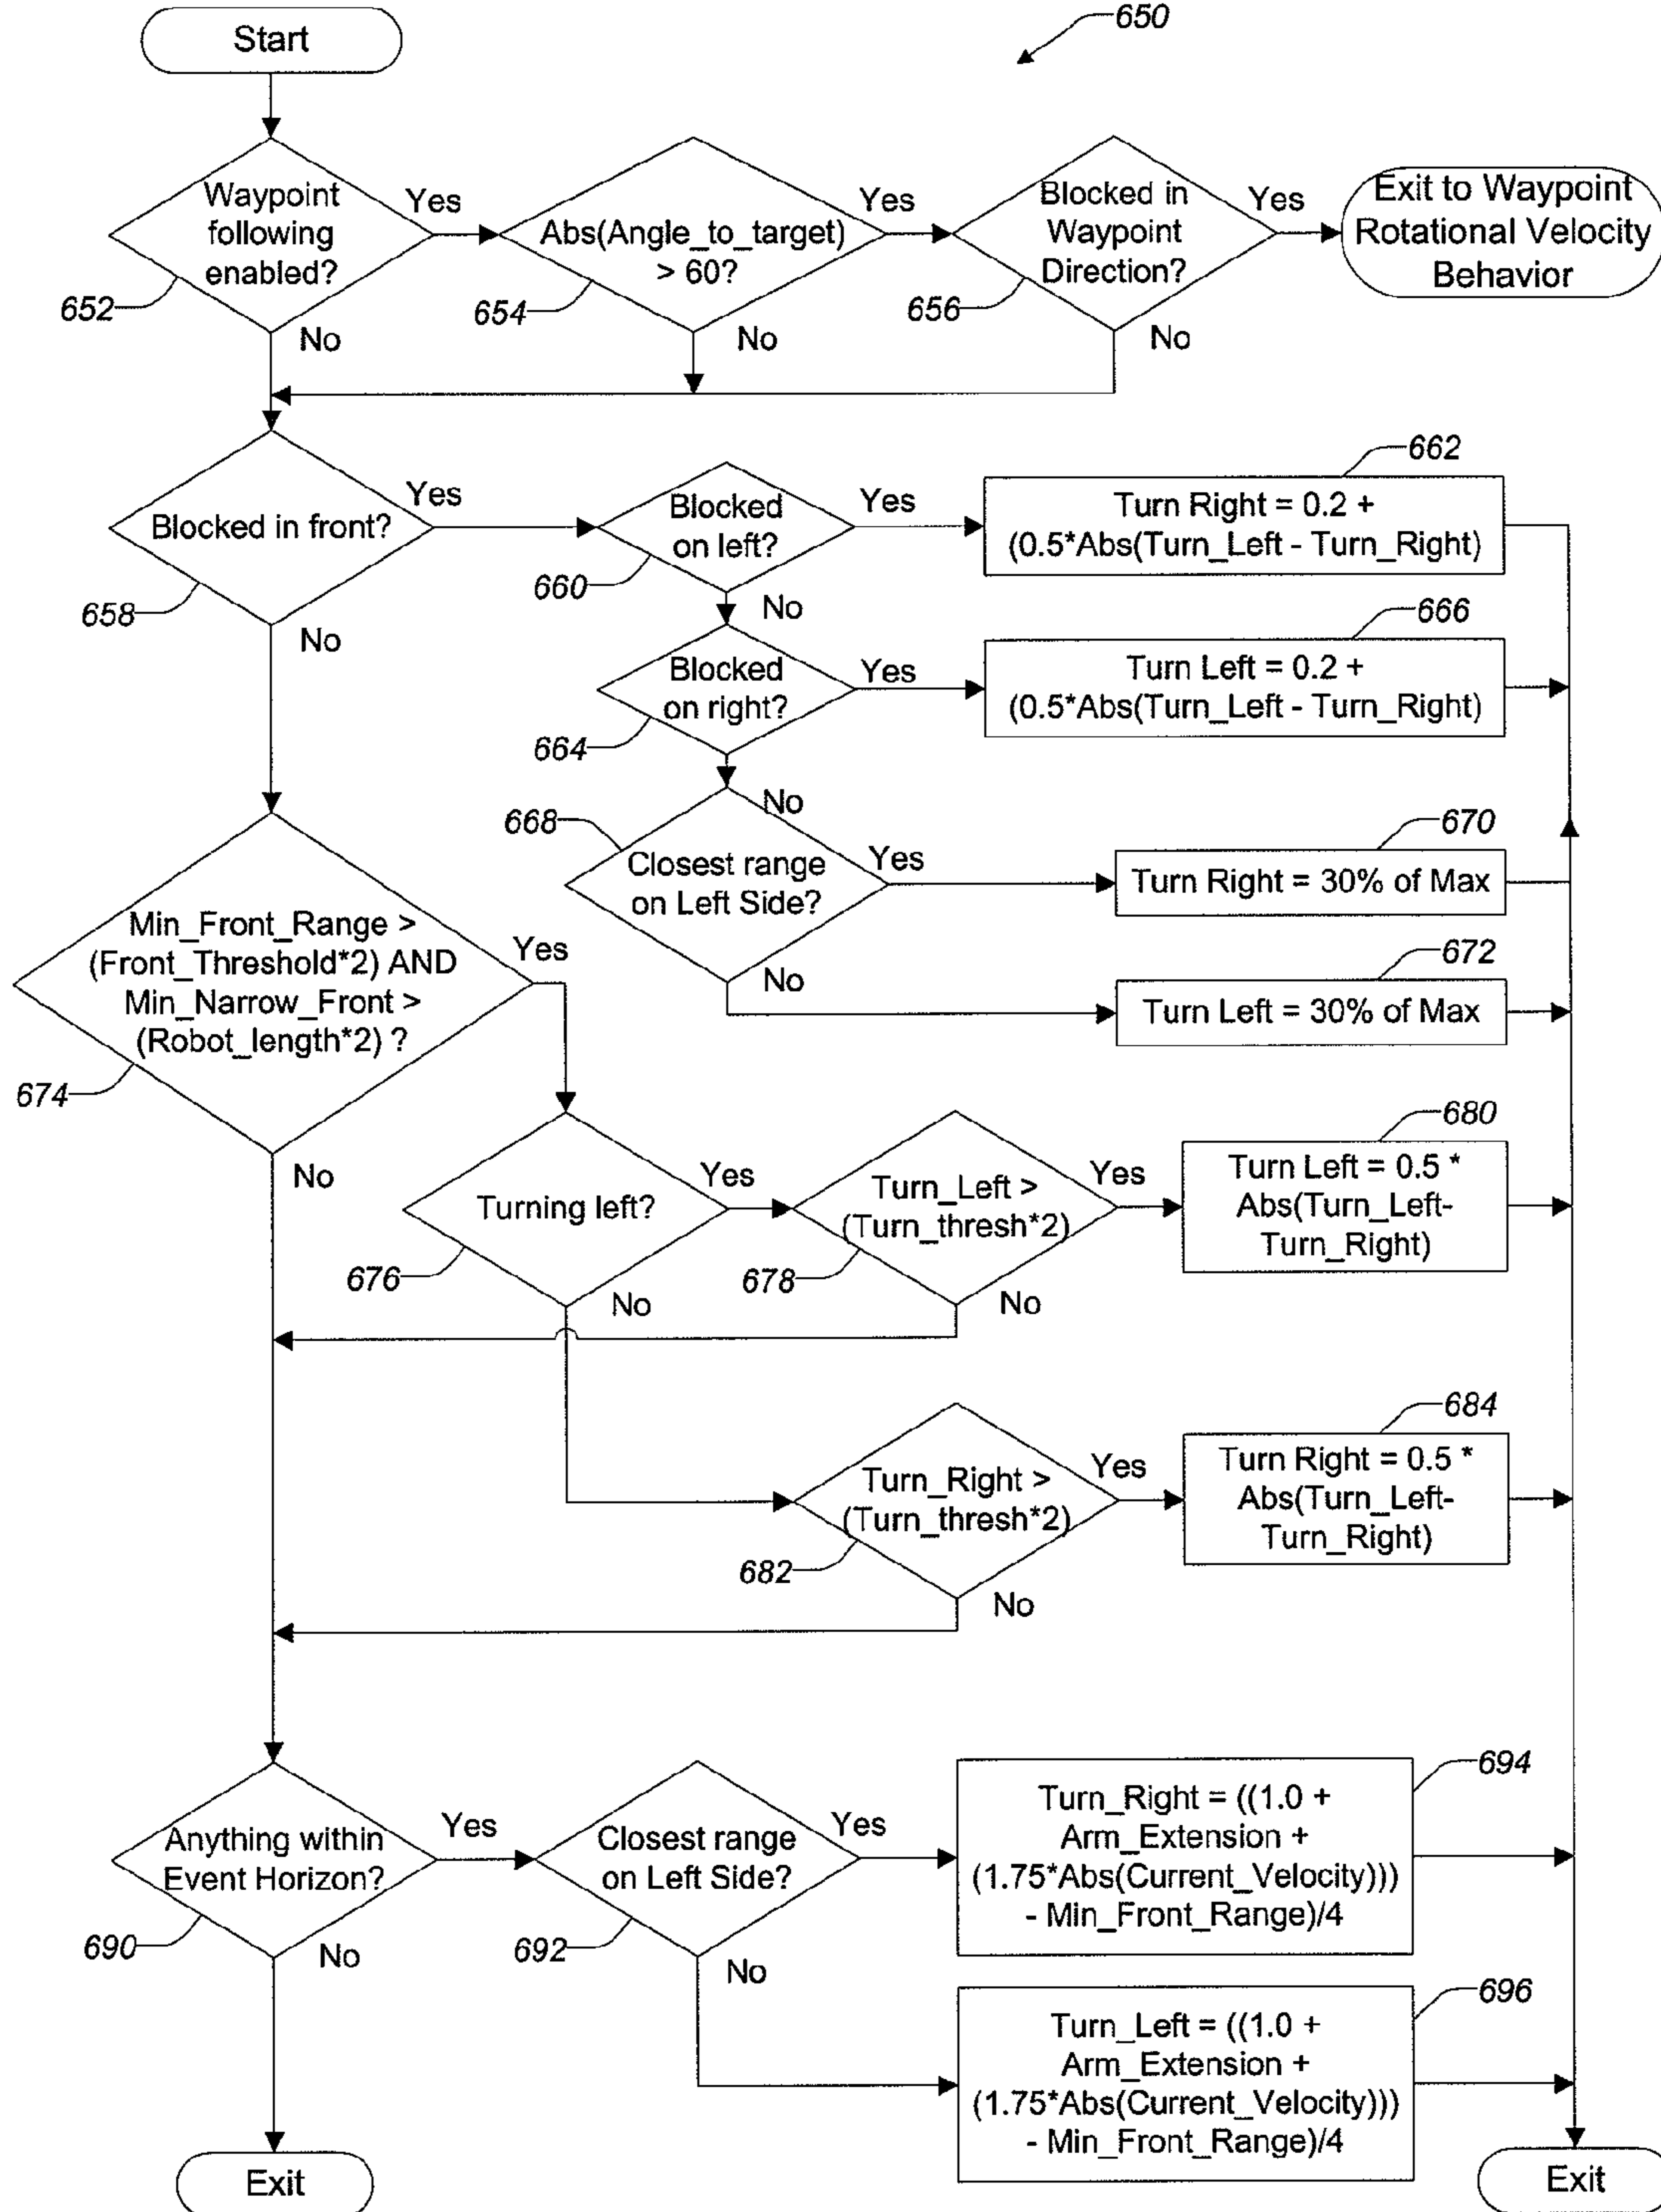 650
Start
Waypoint
following
enabled?
Yes
652
No
Abs(Angle_to_target)
> 60?
Yes
654
No
Blocked in
Waypoint
Direction?
Yes
656
No
Exit to Waypoint
Rotational Velocity
Behavior
Blocked in front?
Yes
658
No
Blocked
on left?
Yes
660
No
662
Turn Right = 0.2 +
(0.5*Abs(Turn_Left - Turn_Right)
Blocked
on right?
Yes
664
No
666
Turn Left = 0.2 +
(0.5*Abs(Turn_Left - Turn_Right)
668
Closest range
on Left Side?
Yes
No
670
Turn Right = 30% of Max
672
Turn Left = 30% of Max
Min_Front_Range >
(Front_Threshold*2) AND
Min_Narrow_Front >
(Robot_length*2) ?
Yes
674
No
Turning left?
Yes
676
No
Turn_Left >
(Turn_thresh*2)
Yes
678
No
680
Turn Left = 0.5 *
Abs(Turn_Left-
Turn_Right)
Turn_Right >
(Turn_thresh*2)
Yes
682
No
684
Turn Right = 0.5 *
Abs(Turn_Left-
Turn_Right)
Anything within
Event Horizon?
Yes
690
No
Closest range
on Left Side?
Yes
692
No
694
Turn_Right = ((1.0 +
Arm_Extension +
(1.75*Abs(Current_Velocity)))
- Min_Front_Range)/4
696
Turn_Left = ((1.0 +
Arm_Extension +
(1.75*Abs(Current_Velocity)))
- Min_Front_Range)/4
Exit
Exit